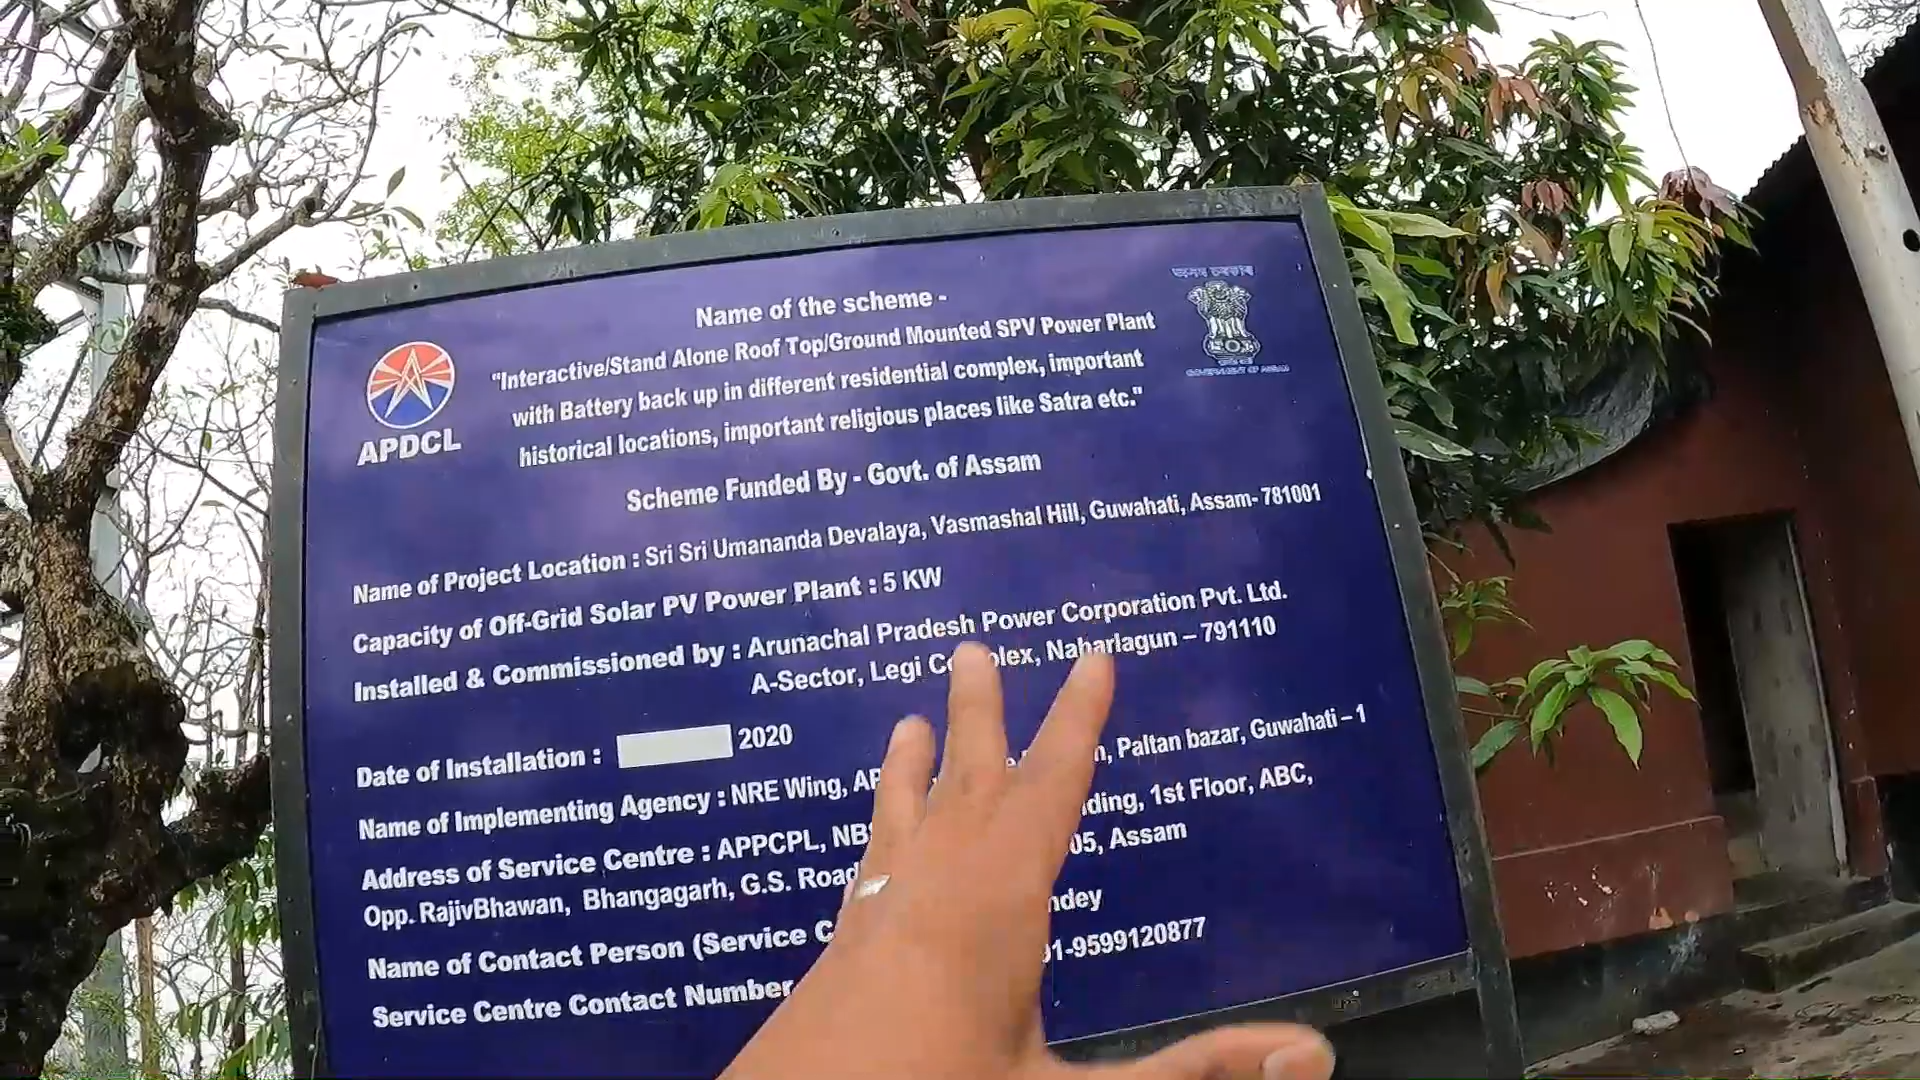 Name of the scheme -
"Interactive/Stand Alone Roof Top/Ground Mounted SPV Power Plant
with Battery back up in different residential complex, important
historical locations, important religious places like Satra etc."
APDCL
GOVERNMENT OF ASSAM
Scheme Funded By - Govt. of Assam
Name of Project Location : Sri Sri Umananda Devalaya, Vasmashal Hill, Guwahati, Assam- 781001
Capacity of Off-Grid Solar PV Power Plant : 5 KW
Installed & Commissioned by : Arunachal Pradesh Power Corporation Pvt. Ltd.
A-Sector, Legi Complex, Naharlagun – 791110
Date of Installation : 2020
Name of Implementing Agency : NRE Wing, Paltan bazar, Guwahati – 1
Address of Service Centre : APPCPL, 1st Floor, ABC,
Opp. RajivBhawan, Bhangagarh, G.S. Road Assam
Name of Contact Person (Service
Service Centre Contact Number 91-9599120877